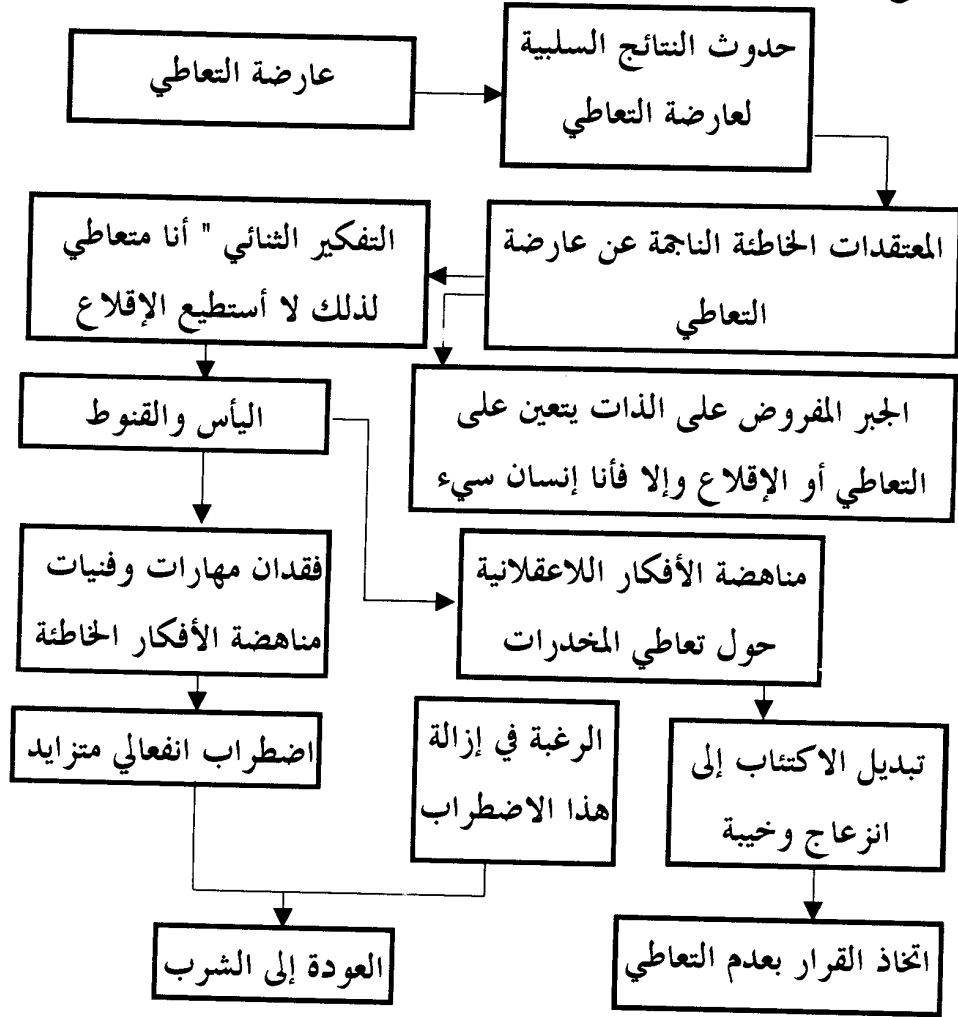 عارضة التعاطي
حدوث النتائج السلبية
لعارضة التعاطي
المعتقدات الخاطئة الناجمة عن عارضة
التعاطي
التفكير الثنائي " أنا متعاطي
لذلك لا أستطيع الإقلاع
الجبر المفروض على الذات يتعين على
التعاطي أو الإقلاع وإلا فأنا إنسان سيء
اليأس والقنوط
مناهضة الأفكار اللاعقلانية
حول تعاطي المخدرات
فقدان مهارات وفنيات
مناهضة الأفكار الخاطئة
تبديل الاكتئاب إلى
انزعاج وخيبة
الرغبة في إزالة
هذا الاضطراب
اضطراب انفعالي متزايد
اتخاذ القرار بعدم التعاطي
العودة إلى الشرب